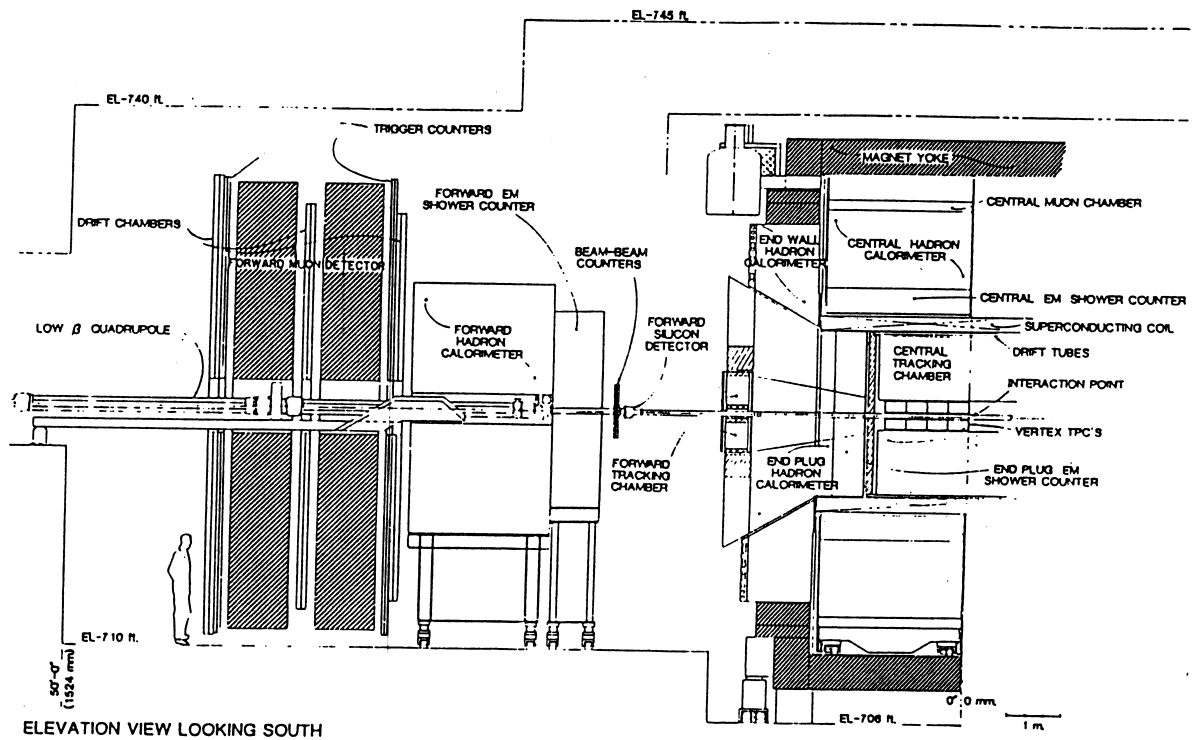 EL-745 ft.
EL-740 ft.
TRIGGER COUNTERS
MAGNET YOKE
FORWARD EM
SHOWER COUNTER
CENTRAL MUON CHAMBER
DRIFT CHAMBERS
BEAM-BEAM
COUNTERS
END WALL
HADRON
CALORIMETER
CENTRAL HADRON
CALORIMETER
FORWARD MUON DETECTOR
CENTRAL EM SHOWER COUNTER
LOW β QUADRUPOLE
FORWARD
HADRON
CALORIMETER
FORWARD
SILICON
DETECTOR
SUPERCONDUCTING COIL
DRIFT TUBES
CENTRAL
TRACKING
CHAMBER
INTERACTION POINT
VERTEX TPC'S
FORWARD
TRACKING
CHAMBER
END PLUG
HADRON
CALORIMETER
END PLUG EM
SHOWER COUNTER
EL-710 ft.
50'-0"
(1524 mm)
0" 0 mm.
EL-706 ft.
1 m.
ELEVATION VIEW LOOKING SOUTH